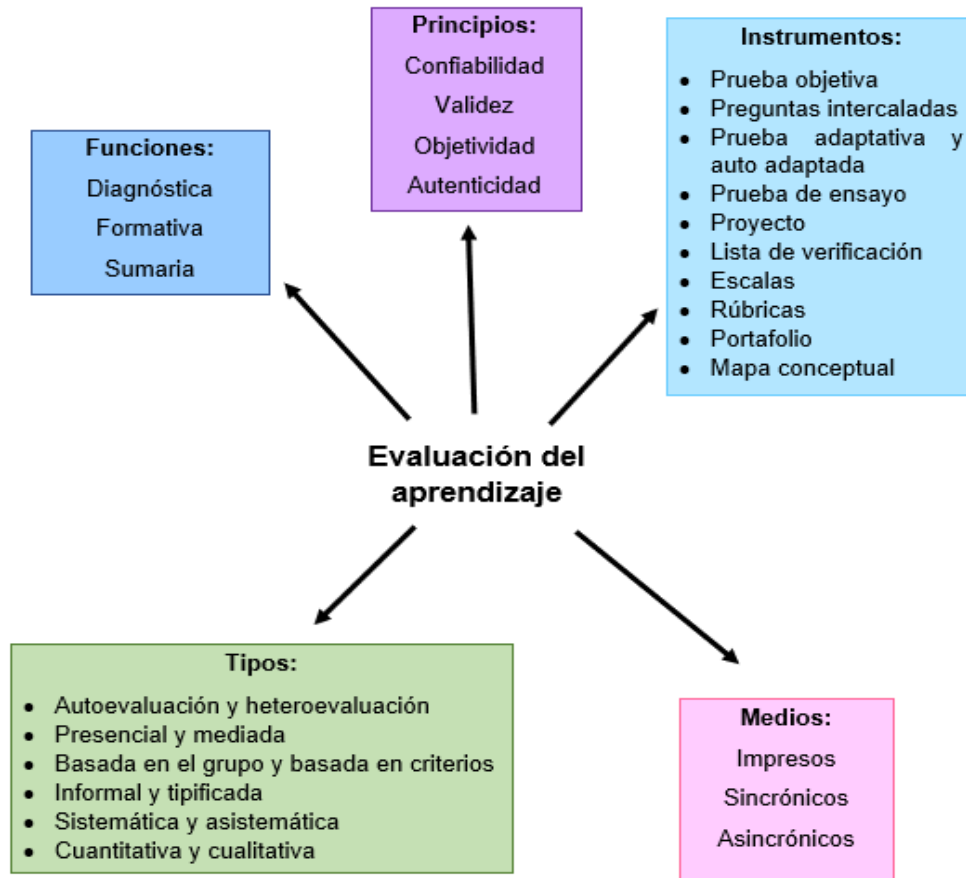 Principios:
Confiabilidad
Validez
Objetividad
Autenticidad
Instrumentos:
• Prueba objetiva
• Preguntas intercaladas
• Prueba adaptativa y
auto adaptada
• Prueba de ensayo
• Proyecto
• Lista de verificación
• Escalas
• Rúbricas
• Portafolio
• Mapa conceptual
Funciones:
Diagnóstica
Formativa
Sumaria
Evaluación del
aprendizaje
Tipos:
• Autoevaluación y heteroevaluación
• Presencial y mediada
• Basada en el grupo y basada en criterios
• Informal y tipificada
• Sistemática y asistemática
• Cuantitativa y cualitativa
Medios:
Impresos
Sincrónicos
Asincrónicos